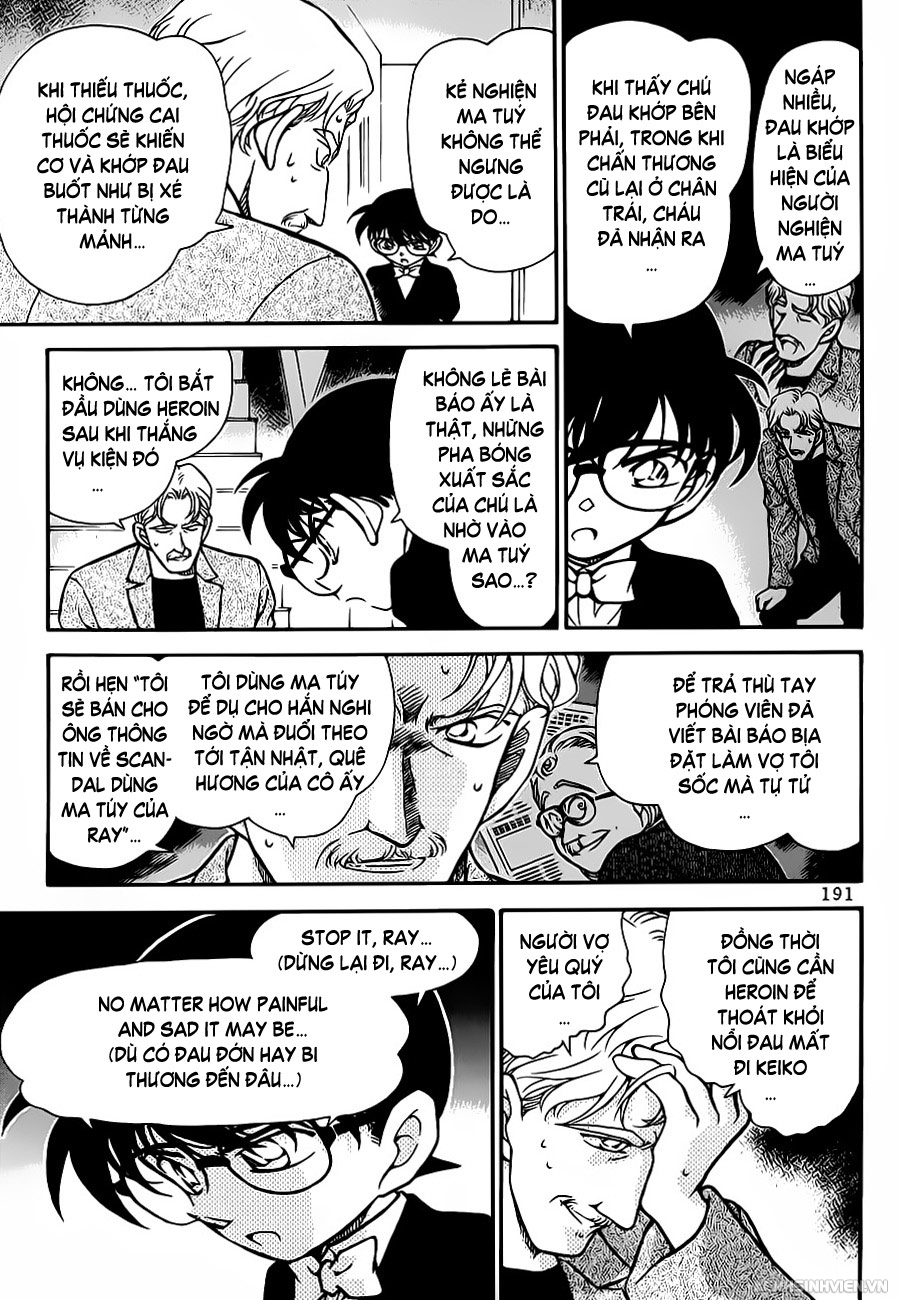 NGÁP
NHIỀU,
ĐAU KHỚP
LÀ BIỂU
HIỆN CỦA
NGƯỜI
NGHIỆN
MA TUÝ
...
KHI THẤY CHÚ
ĐAU KHỚP BÊN
PHẢI, TRONG KHI
CHẤN THƯƠNG
CŨ LẠI Ở CHÂN
TRÁI, CHÁU
ĐÃ NHẬN RA
...
KẺ NGHIỆN
MA TUÝ
KHÔNG THỂ
NGƯNG
ĐƯỢC LÀ
DO...
KHI THIẾU THUỐC,
HỘI CHỨNG CAI
THUỐC SẼ KHIẾN
CƠ VÀ KHỚP ĐAU
BUỐT NHƯ BỊ XÉ
THÀNH TỪNG
MẢNH...
KHÔNG LẼ BÀI
BÁO ẤY LÀ
THẬT, NHỮNG
PHA BÓNG
XUẤT SẮC
CỦA CHÚ LÀ
NHỜ VÀO
MA TUÝ
SAO...?
KHÔNG... TÔI BẮT
ĐẦU DÙNG HEROIN
SAU KHI THẮNG
VỤ KIỆN ĐÓ
...
ĐỂ TRẢ THÙ TAY
PHÓNG VIÊN ĐÃ
VIẾT BÀI BÁO BỊA
ĐẶT LÀM VỢ TÔI
SỐC MÀ TỰ TỬ
...
TÔI DÙNG MA TÚY
ĐỂ DỤ CHO HẮN NGHI
NGỜ MÀ ĐUỔI THEO
TỚI TẬN NHẬT, QUÊ
HƯƠNG CỦA CÔ ẤY
...
RỒI HẸN "TÔI
SẼ BÁN CHO
ÔNG THÔNG
TIN VỀ SCAN-
DAL DÙNG
MA TÚY CỦA
RAY"...
191
ĐỒNG THỜI
TÔI CŨNG CẦN
HEROIN ĐỂ
THOÁT KHỎI
NỖI ĐAU MẤT
ĐI KEIKO
...
NGƯỜI VỢ
YÊU QUÝ
CỦA TÔI
...
STOP IT, RAY...
(DỪNG LẠI ĐI, RAY...)
NO MATTER HOW PAINFUL
AND SAD IT MAY BE...
(DÙ CÓ ĐAU ĐỚN HAY BI
THƯƠNG ĐẾN ĐÂU...)